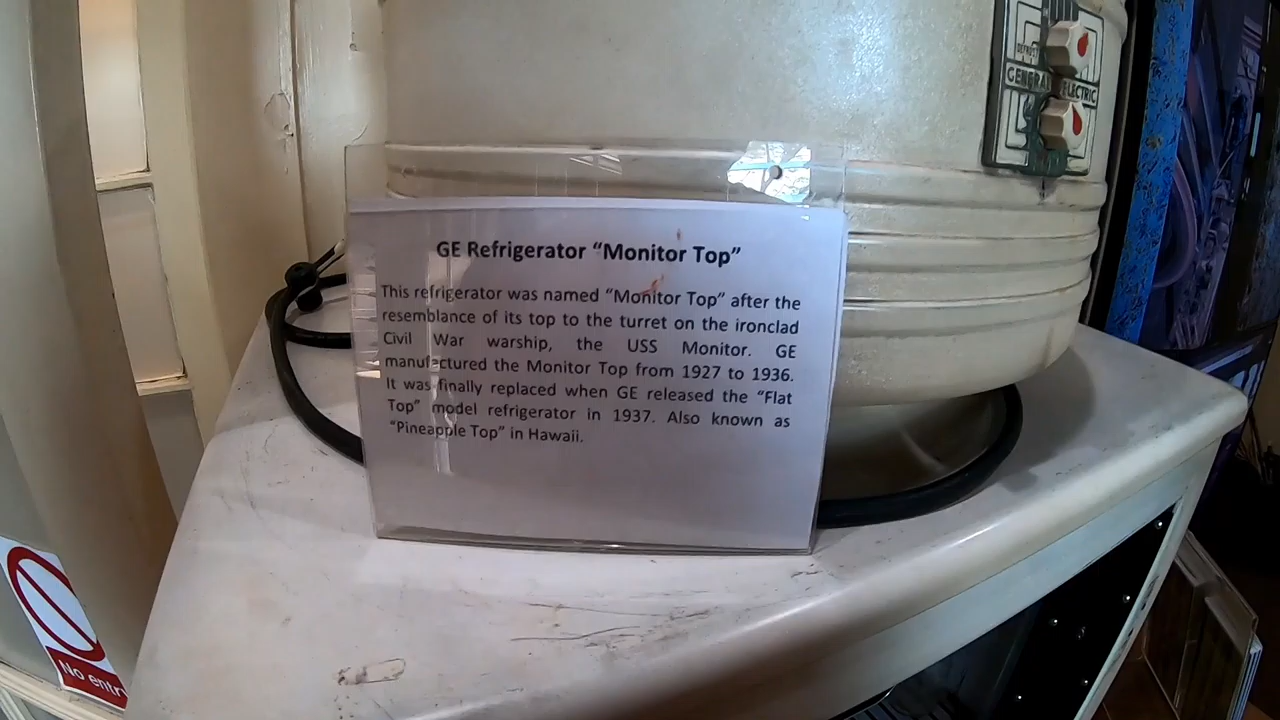 GENERAL ELECTRIC
GE Refrigerator “Monitor Top”
This refrigerator was named “Monitor Top” after the
resemblance of its top to the turret on the ironclad
Civil War warship, the USS Monitor. GE
manufactured the Monitor Top from 1927 to 1936.
It was finally replaced when GE released the “Flat
Top” model refrigerator in 1937. Also known as
“Pineapple Top” in Hawaii.
No entr